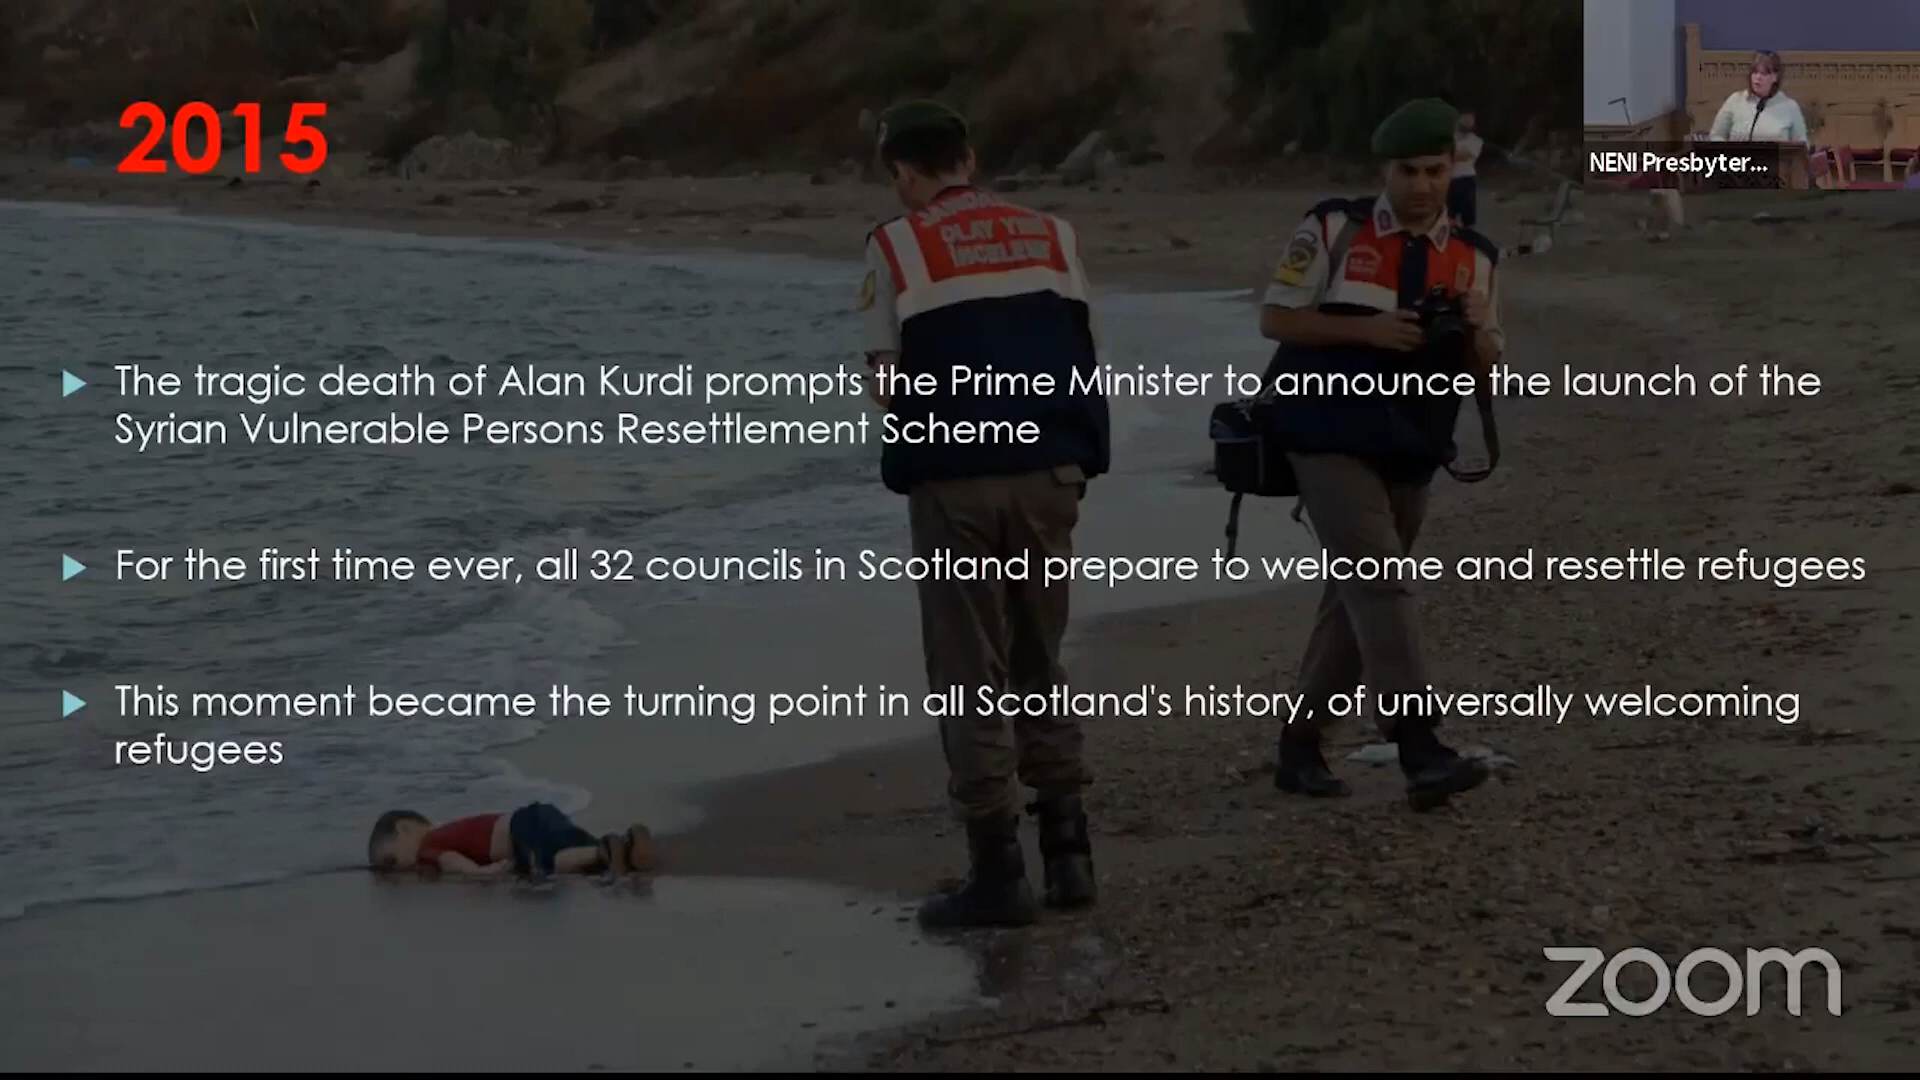 2015
NENI Presbyter...
OLAY YERI
The tragic death of Alan Kurdi prompts the Prime Minister to announce the launch of the
Syrian Vulnerable Persons Resettlement Scheme
For the first time ever, all 32 councils in Scotland prepare to welcome and resettle refugees
This moment became the turning point in all Scotland's history, of universally welcoming
refugees
zoom